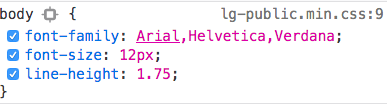 body { lg-public.min.css:9
font-family: Arial,Helvetica,Verdana;
font-size: 12px;
line-height: 1.75;
}